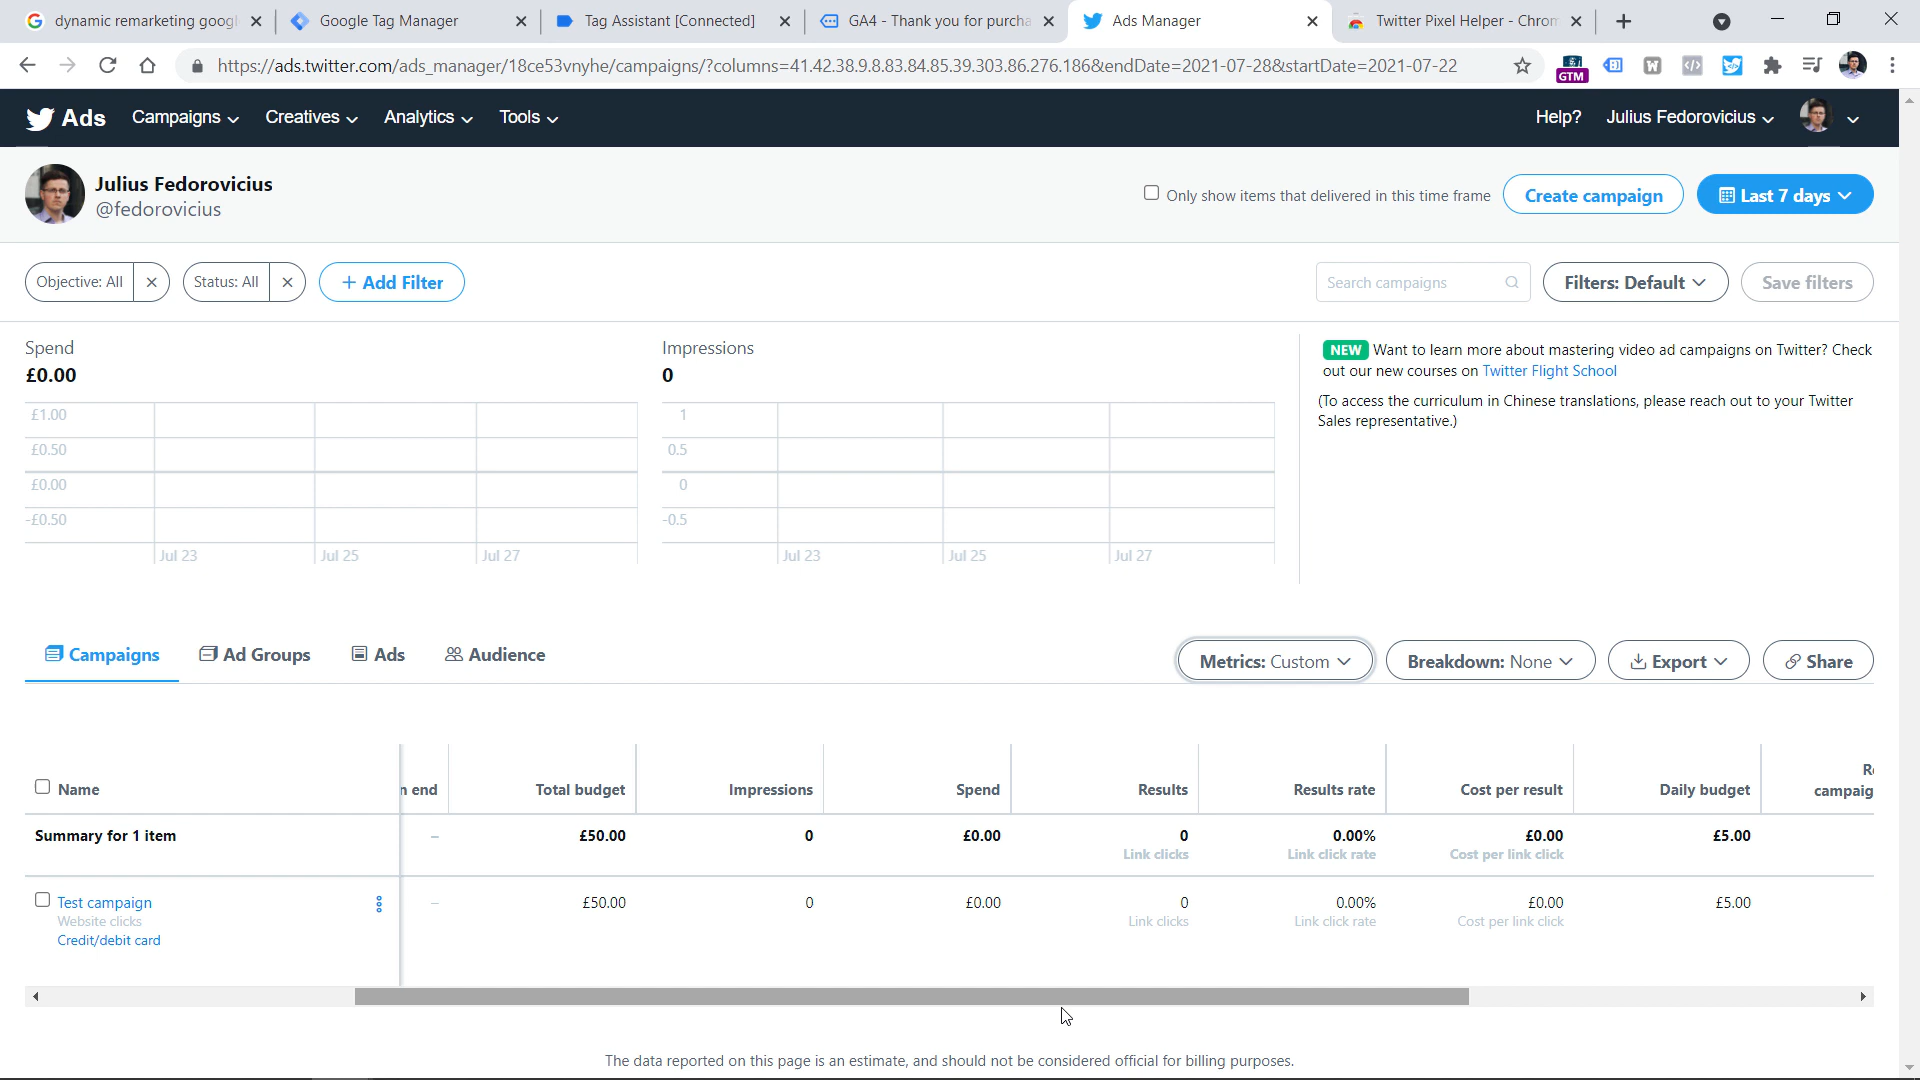 dynamic remarketing googl
Google Tag Manager
Tag Assistant [Connected]
GA4 - Thank you for purcha
Ads Manager
Twitter Pixel Helper - Chrom
https://ads.twitter.com/ads_manager/18ce53vnyhe/campaigns/?columns=41.42.38.9.8.83.84.85.39.303.86.276.186&endDate=2021-07-28&startDate=2021-07-22
GTM
Ads
Campaigns
Creatives
Analytics
Tools
Help?
Julius Fedorovicius
Julius Fedorovicius
@fedorovicius
Only show items that delivered in this time frame
Create campaign
Last 7 days
Objective: All
Status: All
+ Add Filter
Search campaigns
Filters: Default
Save filters
Spend
£0.00
£1.00
£0.50
£0.00
-£0.50
Jul 23
Jul 25
Jul 27
Impressions
0
1
0.5
0
-0.5
Jul 23
Jul 25
Jul 27
NEW Want to learn more about mastering video ad campaigns on Twitter? Check
out our new courses on Twitter Flight School
(To access the curriculum in Chinese translations, please reach out to your Twitter
Sales representative.)
Campaigns
Ad Groups
Ads
Audience
Metrics: Custom
Breakdown: None
Export
Share
Name
n end
Total budget
Impressions
Spend
Results
Results rate
Cost per result
Daily budget
Re
campaig
Summary for 1 item
–
£50.00
0
£0.00
0
Link clicks
0.00%
Link click rate
£0.00
Cost per link click
£5.00
Test campaign
Website clicks
Credit/debit card
–
£50.00
0
£0.00
0
Link clicks
0.00%
Link click rate
£0.00
Cost per link click
£5.00
The data reported on this page is an estimate, and should not be considered official for billing purposes.